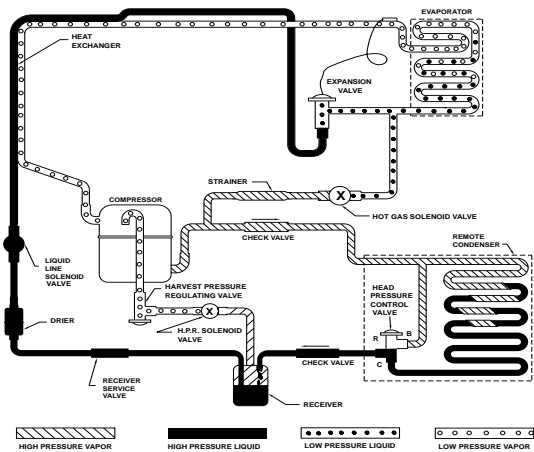 EVAPORATOR
HEAT
EXCHANGER
EXPANSION
VALVE
STRAINER
COMPRESSOR
X
HOT GAS SOLENOID VALVE
CHECK VALVE
REMOTE
CONDENSER
LIQUID
LINE
SOLENOID
VALVE
HARVEST PRESSURE
REGULATING VALVE
HEAD
PRESSURE
CONTROL
VALVE
X
DRIER
H.P.R. SOLENOID
VALVE
R
B
C
CHECK VALVE
RECEIVER
SERVICE
VALVE
RECEIVER
HIGH PRESSURE VAPOR
HIGH PRESSURE LIQUID
LOW PRESSURE LIQUID
LOW PRESSURE VAPOR